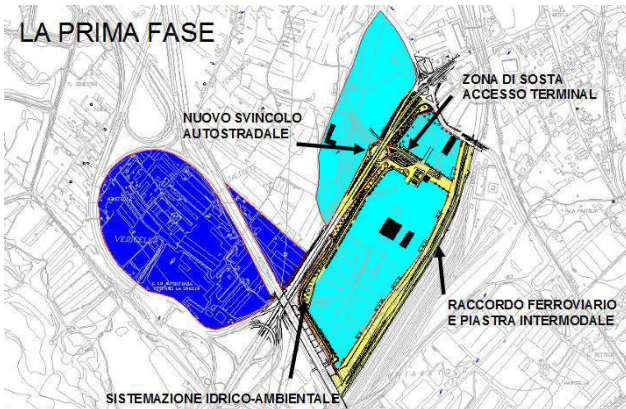 LA PRIMA FASE
ZONA DI SOSTA
ACCESSO TERMINAL
NUOVO SVINCOLO
AUTOSTRADALE
RACCORDO FERROVIARIO
E PIASTRA INTERMODALE
SISTEMAZIONE IDRICO-AMBIENTALE